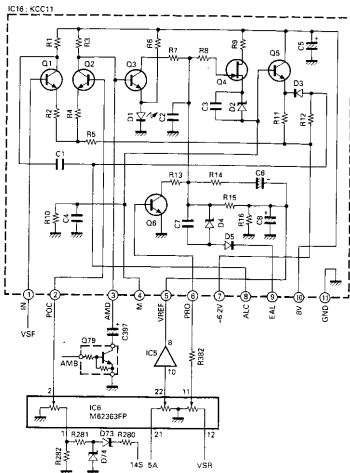 IC16 : KCC11
R1
R3
R6
R7
R8
R9
C5
Q1
Q2
Q3
Q4
Q5
D3
R2
R4
D1
C2
C3
D2
R11
R12
R5
C1
R13
R14
C6
R10
C4
Q6
C7
D4
R15
R16
C8
D5
1 2 3 4 5 6 7 8 9 10 11
IN
POC
AMD
M
VREF
PRO
-6.2V
ALC
EAL
8V
GND
VSF
C397
Q79
AMB
IC5
8
10
R382
2
22
11
IC6
M62363FP
1
21
12
R281
D73
R280
R282
D74
14S
5A
VSR